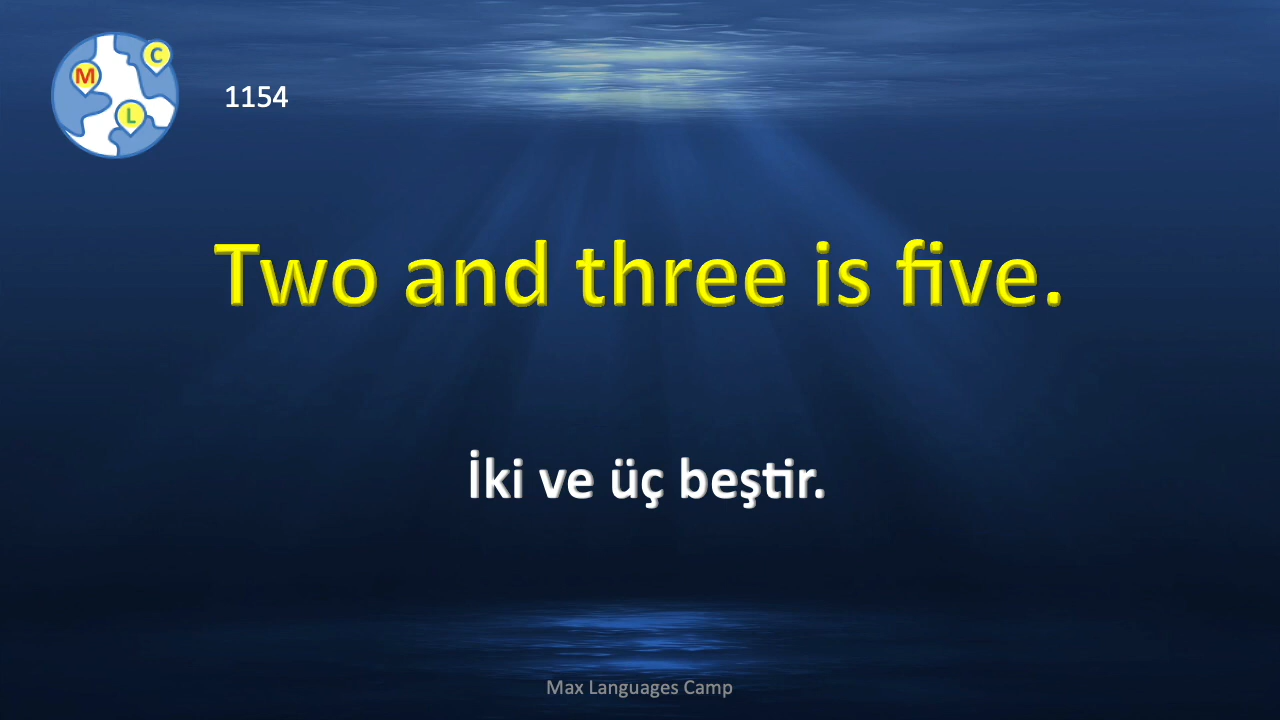 M
C
L
1154
Two and three is five.
İki ve üç beştir.
Max Languages Camp